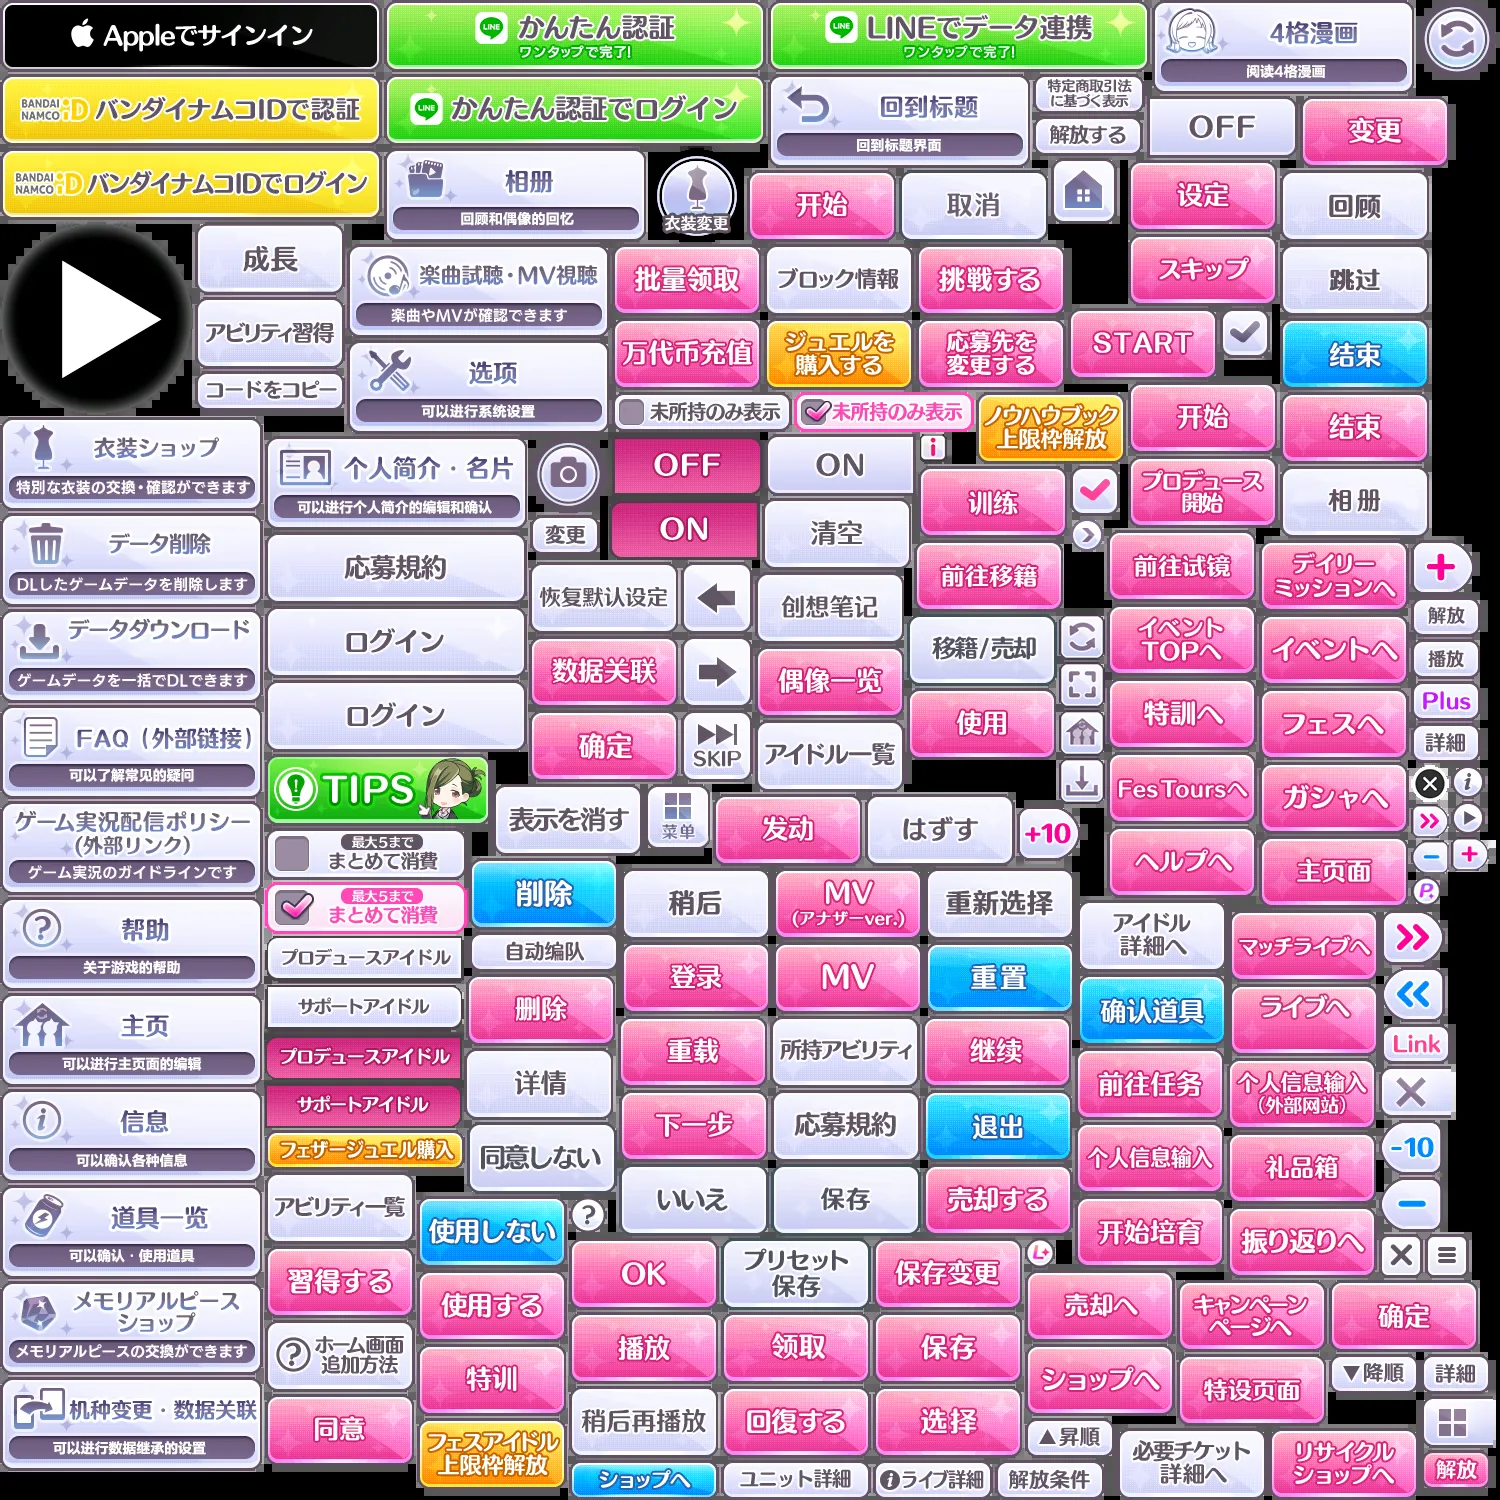 Appleでサインイン
LINE かんたん認証
ワンタップで完了!
LINE LINEでデータ連携
ワンタップで完了!
4格漫画
阅读4格漫画
BANDAI NAMCO iD バンダイナムコIDで認証
LINE かんたん認証でログイン
回到标题
回到标题界面
特定商取引法
に基づく表示
解放する
OFF
変更
BANDAI NAMCO iD バンダイナムコIDでログイン
相册
回顾和偶像的回忆
衣装変更
开始
取消
设定
回顾
成長
楽曲試聴・MV視聴
楽曲やMVが確認できます
批量领取
ブロック情報
挑戦する
スキップ
跳过
アビリティ習得
选项
可以进行系统设置
万代币充值
ジュエルを
購入する
応募先を
変更する
START
结束
コードをコピー
未所持のみ表示
未所持のみ表示
ノウハウブック
上限枠解放
开始
结束
衣装ショップ
特別な衣装の交換・確認ができます
个人简介・名片
可以进行个人简介的编辑和确认
OFF
ON
i
训练
プロデュース
開始
相册
データ削除
DLしたゲームデータを削除します
変更
ON
清空
応募規約
恢复默认设定
创想笔记
前往移籍
前往试镜
デイリー
ミッションへ
+
データダウンロード
ゲームデータを一括でDLできます
ログイン
数据关联
偶像一览
移籍/売却
イベント
TOPへ
イベントへ
解放
播放
FAQ（外部链接）
可以了解常见的疑问
ログイン
确定
SKIP
アイドル一覧
使用
特訓へ
フェスへ
Plus
詳細
TIPS
表示を消す
菜单
发动
はずす
+10
Fes Toursへ
ガシャへ
i
ゲーム実況配信ポリシー
(外部リンク)
ゲーム実況のガイドラインです
最大5まで
まとめて消費
最大5まで
まとめて消費
削除
稍后
MV
(アナザーver.)
重新选择
ヘルプへ
主页面
P
帮助
关于游戏的帮助
プロデュースアイドル
自动编队
登录
MV
重置
アイドル
詳細へ
マッチライブへ
主页
可以进行主页面的编辑
サポートアイドル
删除
重载
所持アビリティ
继续
确认道具
ライブへ
Link
プロデュースアイドル
サポートアイドル
详情
下一步
応募規約
退出
前往任务
个人信息输入
(外部网站)
信息
可以确认各种信息
フェザージュエル購入
同意しない
いいえ
保存
売却する
个人信息输入
礼品箱
-10
道具一览
可以确认・使用道具
アビリティ一覧
使用しない
?
开始培育
振り返りへ
習得する
使用する
OK
プリセット
保存
保存变更
L
売却へ
キャンペーン
ページへ
确定
メモリアルピース
ショップ
メモリアルピースの交換ができます
ホーム画面
追加方法
特训
播放
领取
保存
ショップへ
特设页面
▼降順
詳細
机种变更・数据关联
可以进行数据继承的设置
同意
フェスアイドル
上限枠解放
稍后再播放
回復する
选择
▲昇順
必要チケット
詳細へ
リサイクル
ショップへ
解放
ショップへ
ユニット詳細
ライブ詳細
解放条件